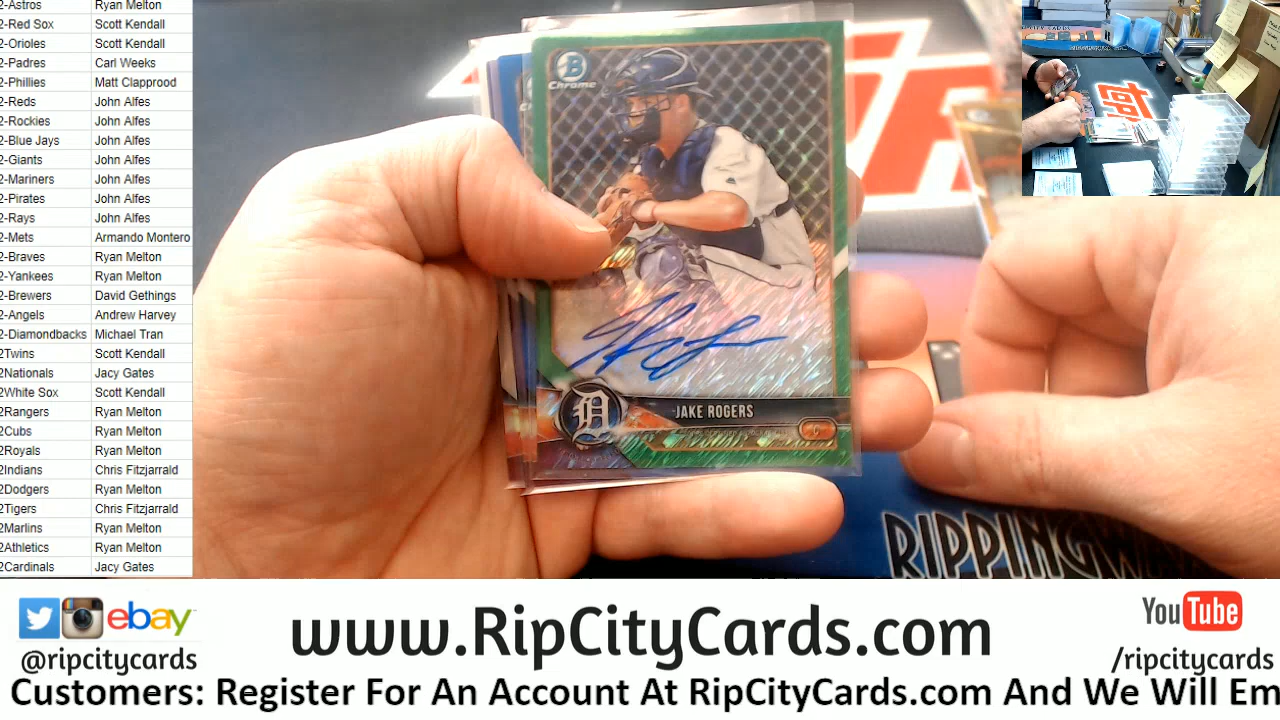 2-Astros Ryan Melton
2-Red Sox Scott Kendall
2-Orioles Scott Kendall
2-Padres Carl Weeks
2-Phillies Matt Clapprood
2-Reds John Alfes
2-Rockies John Alfes
2-Blue Jays John Alfes
2-Giants John Alfes
2-Mariners John Alfes
2-Pirates John Alfes
2-Rays John Alfes
2-Mets Armando Montero
2-Braves Ryan Melton
2-Yankees Ryan Melton
2-Brewers David Gethings
2-Angels Andrew Harvey
2-Diamondbacks Michael Tran
2Twins Scott Kendall
2Nationals Jacy Gates
2White Sox Scott Kendall
2Rangers Ryan Melton
2Cubs Ryan Melton
2Royals Ryan Melton
2Indians Chris Fitzjarrald
2Dodgers Ryan Melton
2Tigers Chris Fitzjarrald
2Marlins Ryan Melton
2Athletics Ryan Melton
2Cardinals Jacy Gates
B
Chrome
D
JAKE ROGERS
C
RIPPING
ebay
@ripcitycards
www.RipCityCards.com
YouTube
/ripcitycards
Customers: Register For An Account At RipCityCards.com And We Will Em